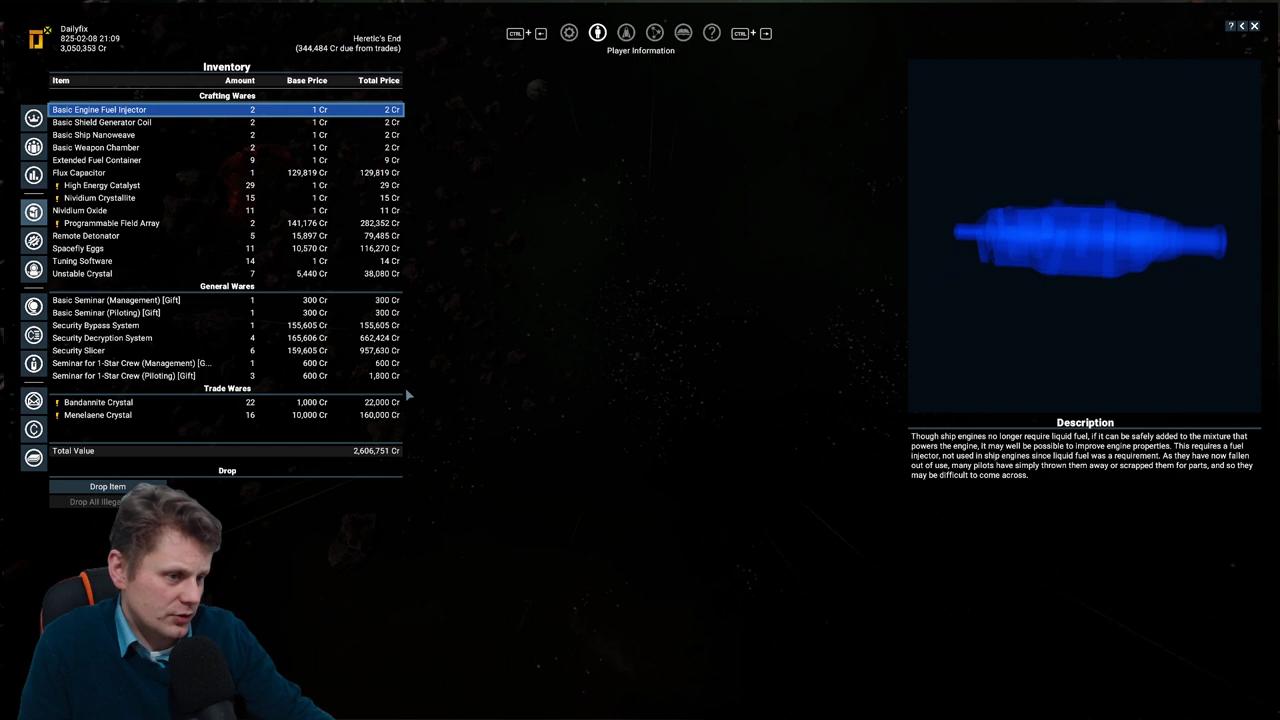 Dailyfix
825-02-08 21:09
3,050,353 Cr
Heretic's End
(344,484 Cr due from trades)
CTRL + ←
CTRL + →
Player Information
?
Inventory
Item Amount Base Price Total Price
Crafting Wares
Basic Engine Fuel Injector 2 1 Cr 2 Cr
Basic Shield Generator Coil 2 1 Cr 2 Cr
Basic Ship Nanoweave 2 1 Cr 2 Cr
Basic Weapon Chamber 2 1 Cr 2 Cr
Extended Fuel Container 9 1 Cr 9 Cr
Flux Capacitor 1 129,819 Cr 129,819 Cr
! High Energy Catalyst 29 1 Cr 29 Cr
! Nividium Crystallite 15 1 Cr 15 Cr
Nividium Oxide 11 1 Cr 11 Cr
! Programmable Field Array 2 141,176 Cr 282,352 Cr
Remote Detonator 5 15,897 Cr 79,485 Cr
Spacefly Eggs 11 10,570 Cr 116,270 Cr
Tuning Software 14 1 Cr 14 Cr
Unstable Crystal 7 5,440 Cr 38,080 Cr
General Wares
Basic Seminar (Management) [Gift] 1 300 Cr 300 Cr
Basic Seminar (Piloting) [Gift] 1 300 Cr 300 Cr
Security Bypass System 1 155,605 Cr 155,605 Cr
Security Decryption System 4 165,606 Cr 662,424 Cr
Security Slicer 6 159,605 Cr 957,630 Cr
Seminar for 1-Star Crew (Management) [G... 1 600 Cr 600 Cr
Seminar for 1-Star Crew (Piloting) [Gift] 3 600 Cr 1,800 Cr
Trade Wares
! Bandannite Crystal 22 1,000 Cr 22,000 Cr
! Menelaene Crystal 16 10,000 Cr 160,000 Cr
Total Value 2,606,751 Cr
Drop
Drop Item
Drop All Illega
Description
Though ship engines no longer require liquid fuel, if it can be safely added to the mixture that
powers the engine, it may well be possible to improve engine properties. This requires a fuel
injector, not used in ship engines since liquid fuel was a requirement. As they have now fallen
out of use, many pilots have simply thrown them away or scrapped them for parts, and so they
may be difficult to come across.